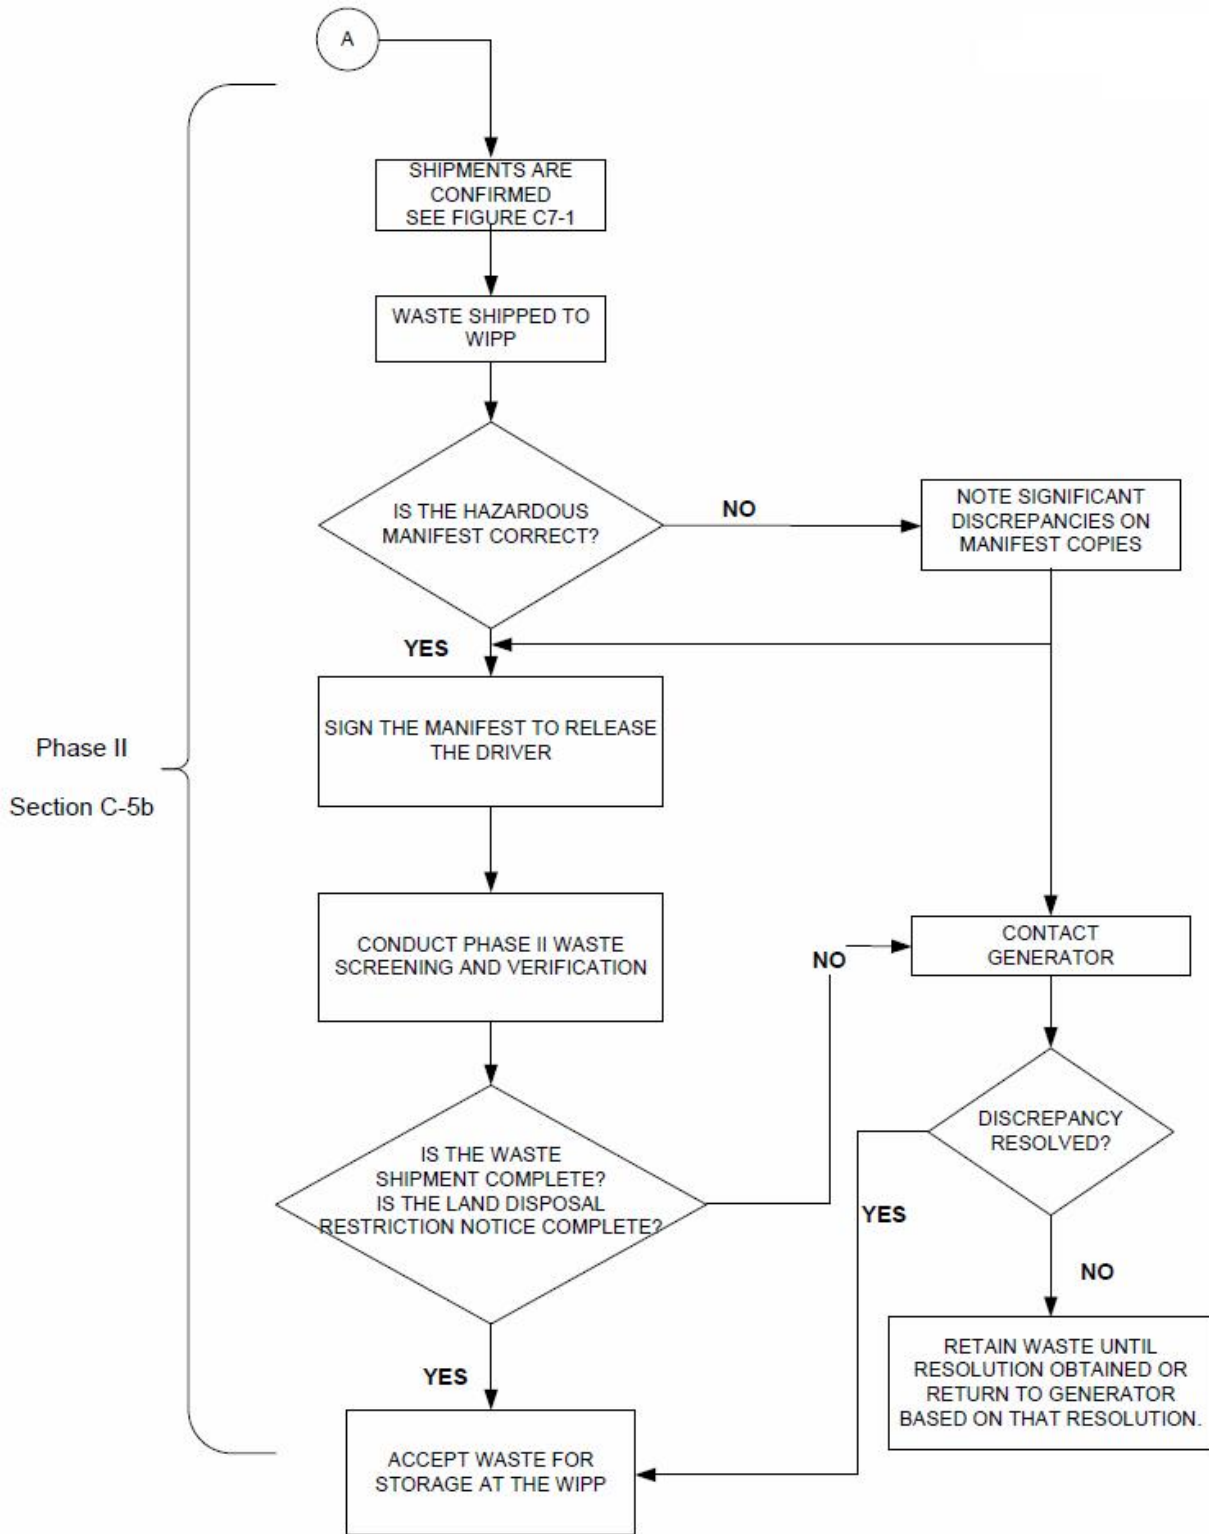 A
SHIPMENTS ARE
CONFIRMED
SEE FIGURE C7-1
WASTE SHIPPED TO
WIPP
IS THE HAZARDOUS
MANIFEST CORRECT?
NO
NOTE SIGNIFICANT
DISCREPANCIES ON
MANIFEST COPIES
YES
SIGN THE MANIFEST TO RELEASE
THE DRIVER
Phase II
Section C-5b
CONDUCT PHASE II WASTE
SCREENING AND VERIFICATION
NO
CONTACT
GENERATOR
IS THE WASTE
SHIPMENT COMPLETE?
IS THE LAND DISPOSAL
RESTRICTION NOTICE COMPLETE?
DISCREPANCY
RESOLVED?
YES
NO
RETAIN WASTE UNTIL
RESOLUTION OBTAINED OR
RETURN TO GENERATOR
BASED ON THAT RESOLUTION.
YES
ACCEPT WASTE FOR
STORAGE AT THE WIPP